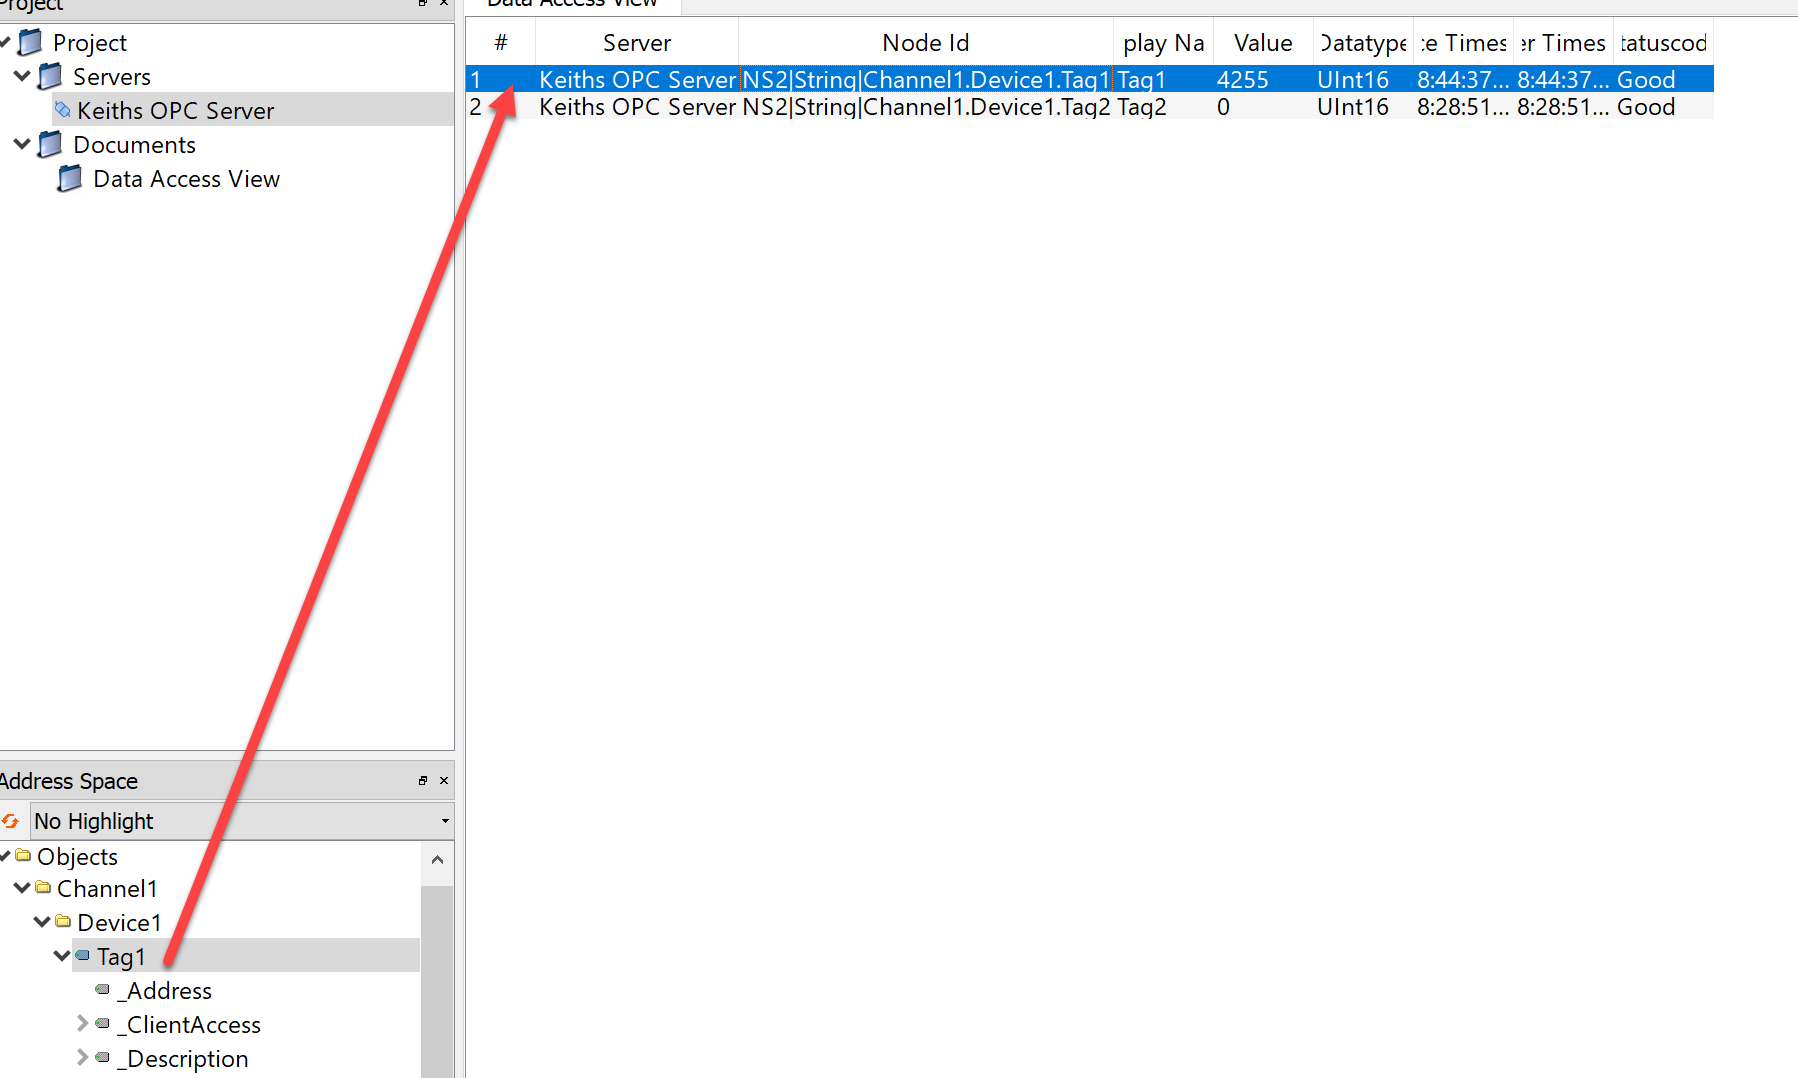 Project
Project
Servers
Keiths OPC Server
Documents
Data Access View
Address Space
No Highlight
Objects
Channel1
Device1
Tag1
_Address
_ClientAccess
_Description
Data Access View
# Server Node Id play Na Value Datatype ce Times er Times tatuscod
1 Keiths OPC Server NS2|String|Channel1.Device1.Tag1 Tag1 4255 UInt16 8:44:37... 8:44:37... Good
2 Keiths OPC Server NS2|String|Channel1.Device1.Tag2 Tag2 0 UInt16 8:28:51... 8:28:51... Good